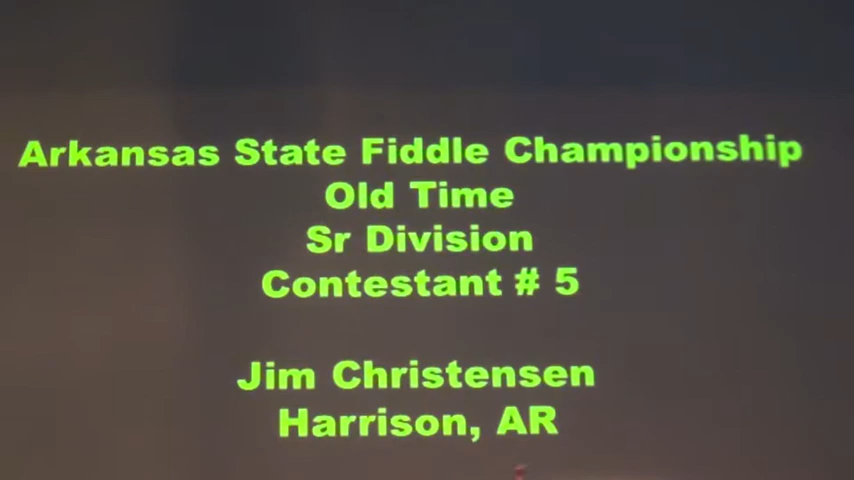 Arkansas State Fiddle Championship
Old Time
Sr Division
Contestant # 5
Jim Christensen
Harrison, AR